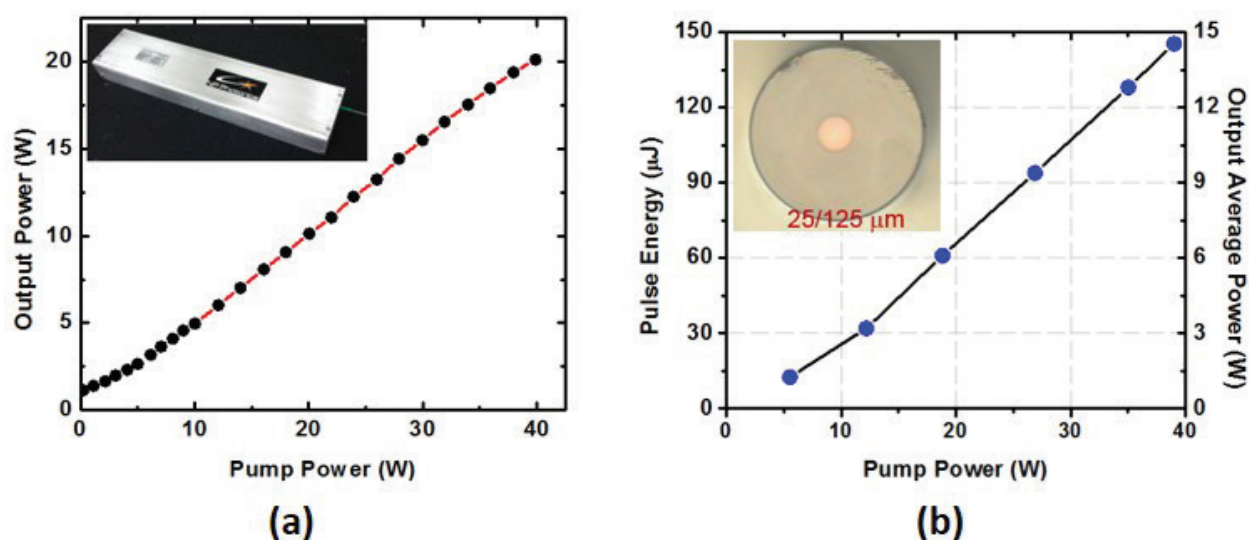 20
15
10
5
0
Output Power (W)
0 10 20 30 40
Pump Power (W)
(a)
150
120
90
60
30
0
Pulse Energy (μJ)
25/125 μm
15
12
9
6
3
0
Output Average Power (W)
0 10 20 30 40
Pump Power (W)
(b)